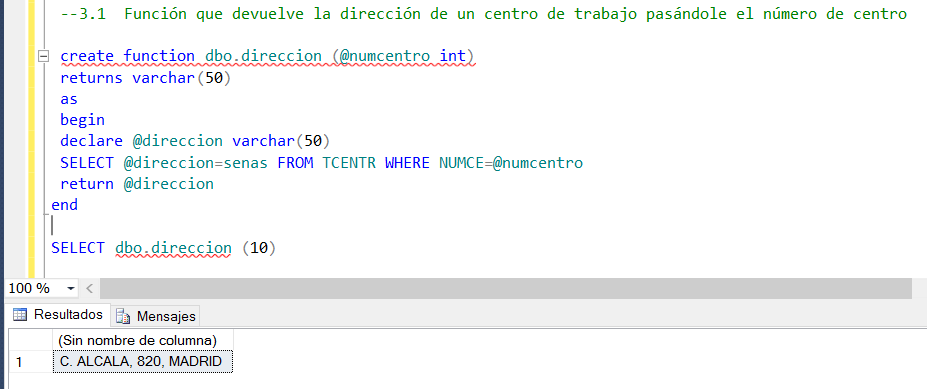 --3.1  Función que devuelve la dirección de un centro de trabajo pasándole el número de centro
create function dbo.direccion (@numcentro int)
returns varchar(50)
as
begin
declare @direccion varchar(50)
SELECT @direccion=senas FROM TCENTR WHERE NUMCE=@numcentro
return @direccion
end
SELECT dbo.direccion (10)
100 %
Resultados Mensajes
(Sin nombre de columna)
1 C. ALCALA, 820, MADRID